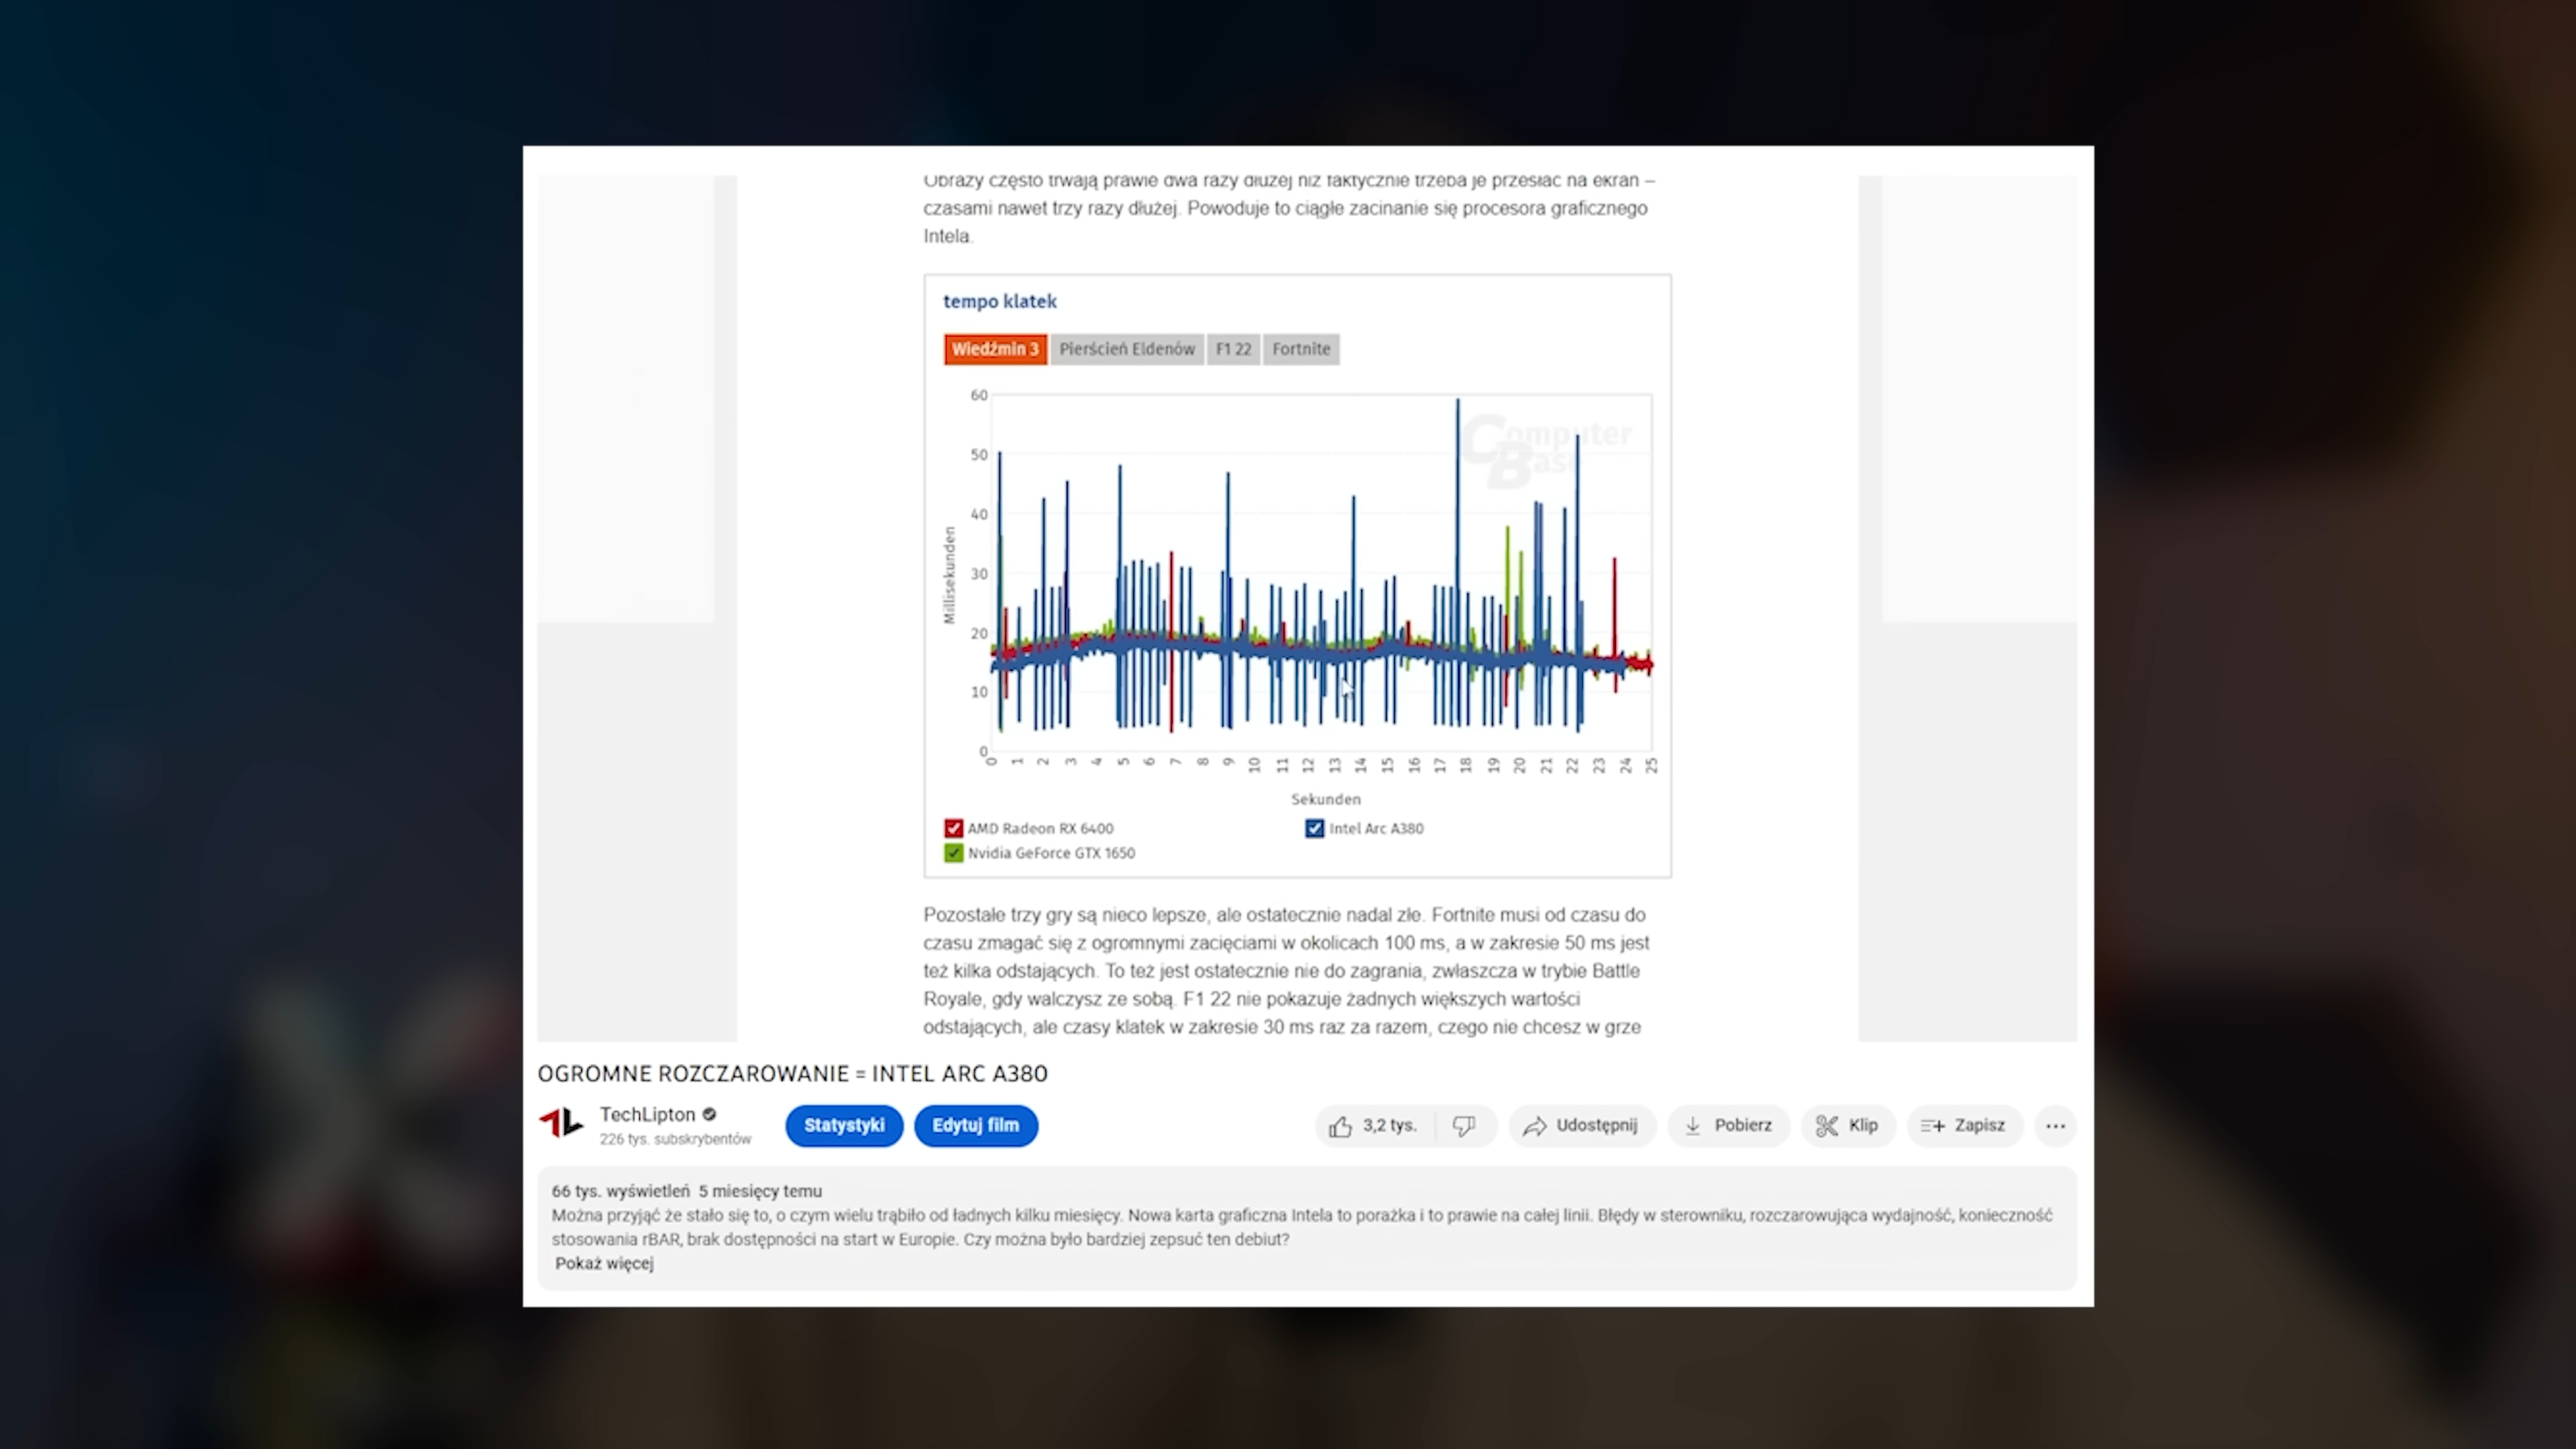 Obrazy często trwają prawie dwa razy dłużej niż faktycznie trzeba je przesłać na ekran –
czasami nawet trzy razy dłużej. Powoduje to ciągłe zacinanie się procesora graficznego
Intela.
tempo klatek
Wiedźmin 3 Pierścień Eldenów F1 22 Fortnite
60
50
40
30
20
10
0
Millisekunden
ComputerBase
0 1 2 3 4 5 6 7 8 9 10 11 12 13 14 15 16 17 18 19 20 21 22 23 24 25
Sekunden
AMD Radeon RX 6400 Intel Arc A380
Nvidia GeForce GTX 1650
Pozostałe trzy gry są nieco lepsze, ale ostatecznie nadal złe. Fortnite musi od czasu do
czasu zmagać się z ogromnymi zacięciami w okolicach 100 ms, a w zakresie 50 ms jest
też kilka odstających. To też jest ostatecznie nie do zagrania, zwłaszcza w trybie Battle
Royale, gdy walczysz ze sobą. F1 22 nie pokazuje żadnych większych wartości
odstających, ale czasy klatek w zakresie 30 ms raz za razem, czego nie chcesz w grze
OGROMNE ROZCZAROWANIE = INTEL ARC A380
TechLipton
226 tys. subskrybentów
Statystyki Edytuj film 3,2 tys. Udostępnij Pobierz Klip Zapisz
66 tys. wyświetleń 5 miesięcy temu
Można przyjąć że stało się to, o czym wielu trąbiło od ładnych kilku miesięcy. Nowa karta graficzna Intela to porażka i to prawie na całej linii. Błędy w sterowniku, rozczarowująca wydajność, konieczność
stosowania rBAR, brak dostępności na start w Europie. Czy można było bardziej zepsuć ten debiut?
Pokaż więcej